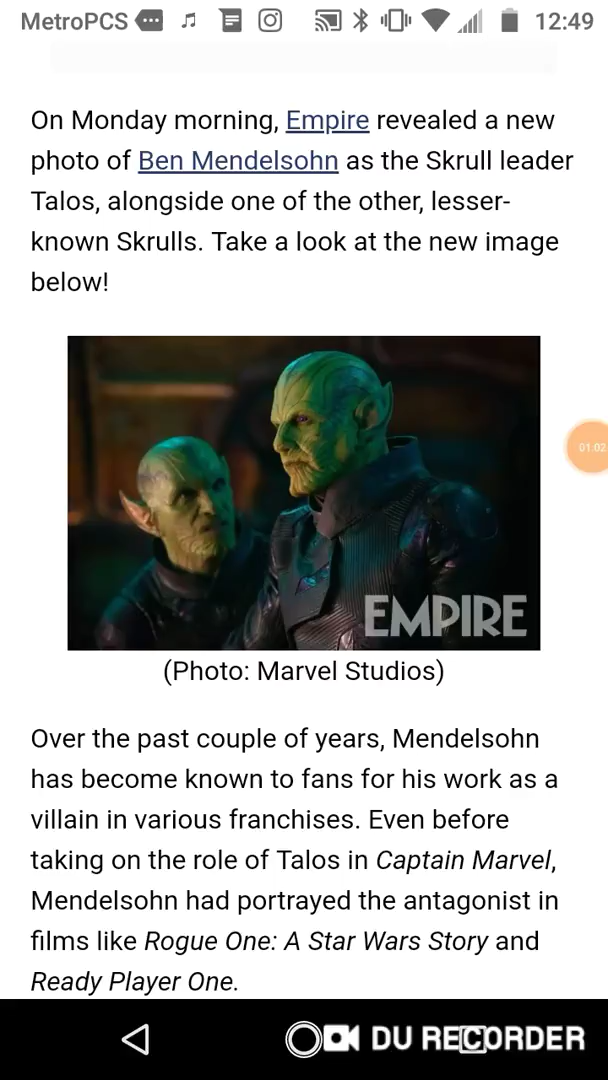 MetroPCS 12:49
On Monday morning, Empire revealed a new
photo of Ben Mendelsohn as the Skrull leader
Talos, alongside one of the other, lesser-
known Skrulls. Take a look at the new image
below!
01:02
EMPIRE
(Photo: Marvel Studios)
Over the past couple of years, Mendelsohn
has become known to fans for his work as a
villain in various franchises. Even before
taking on the role of Talos in Captain Marvel,
Mendelsohn had portrayed the antagonist in
films like Rogue One: A Star Wars Story and
Ready Player One.
DU RECORDER